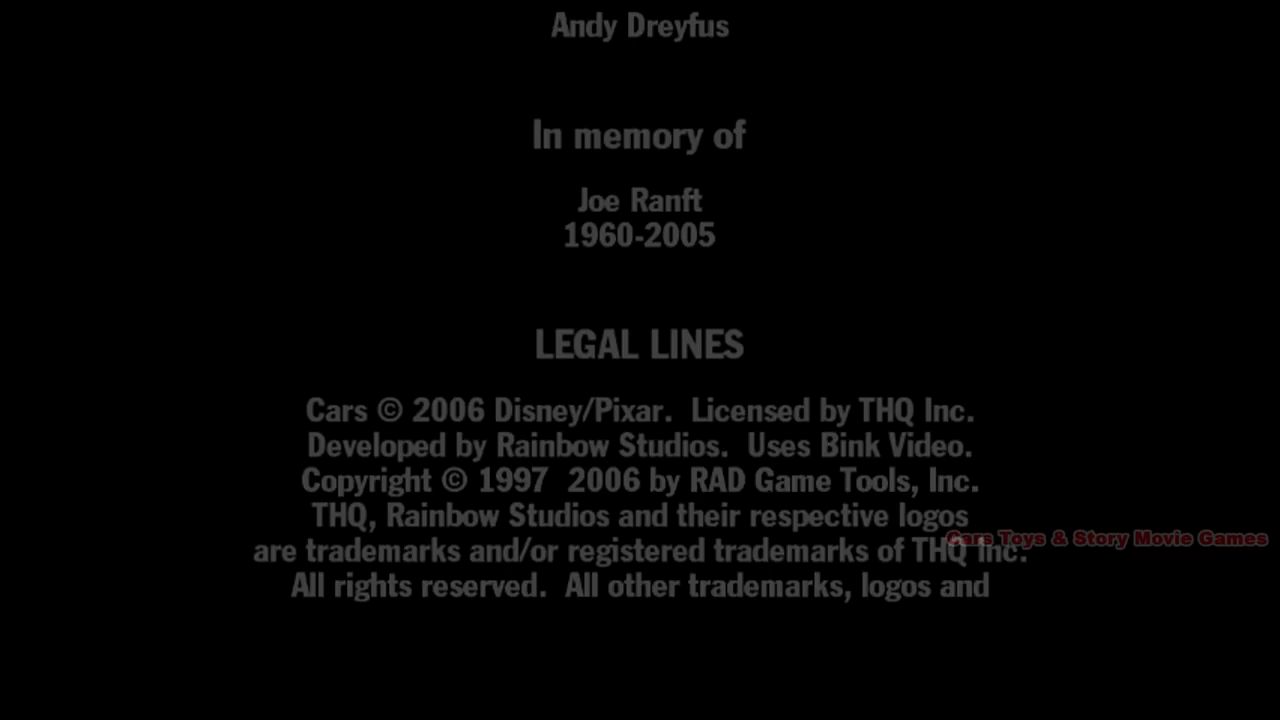 Andy Dreyfus
In memory of
Joe Ranft
1960-2005
LEGAL LINES
Cars © 2006 Disney/Pixar.  Licensed by THQ Inc.
Developed by Rainbow Studios.  Uses Bink Video.
Copyright © 1997  2006 by RAD Game Tools, Inc.
THQ, Rainbow Studios and their respective logos
Cars Toys & Story Movie Games
are trademarks and/or registered trademarks of THQ Inc.
All rights reserved.  All other trademarks, logos and